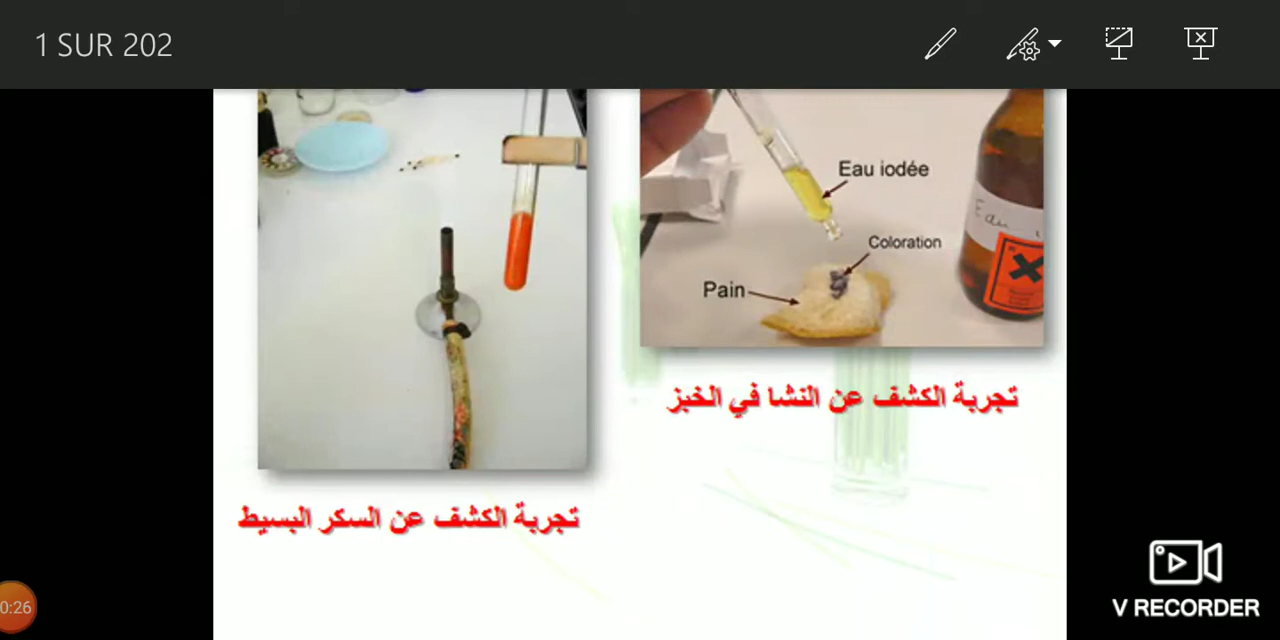 1 SUR 202
Eau iodée
Coloration
Pain
Eau
تجربة الكشف عن النشا في الخبز
تجربة الكشف عن السكر البسيط
0:26
V RECORDER